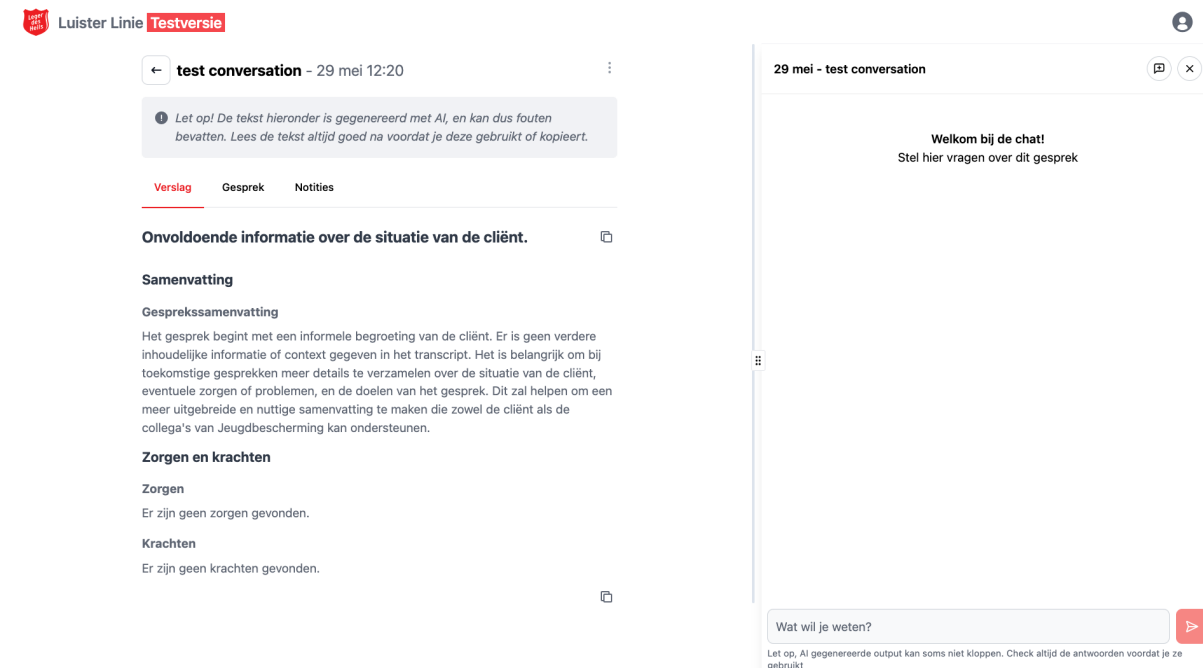 Leger
des
Heils
Luister Linie Testversie
test conversation - 29 mei 12:20
Let op! De tekst hieronder is gegenereerd met AI, en kan dus fouten
bevatten. Lees de tekst altijd goed na voordat je deze gebruikt of kopieert.
Verslag Gesprek Notities
Onvoldoende informatie over de situatie van de cliënt.
Samenvatting
Gesprekssamenvatting
Het gesprek begint met een informele begroeting van de cliënt. Er is geen verdere
inhoudelijke informatie of context gegeven in het transcript. Het is belangrijk om bij
toekomstige gesprekken meer details te verzamelen over de situatie van de cliënt,
eventuele zorgen of problemen, en de doelen van het gesprek. Dit zal helpen om een
meer uitgebreide en nuttige samenvatting te maken die zowel de cliënt als de
collega's van Jeugdbescherming kan ondersteunen.
Zorgen en krachten
Zorgen
Er zijn geen zorgen gevonden.
Krachten
Er zijn geen krachten gevonden.
29 mei - test conversation
Welkom bij de chat!
Stel hier vragen over dit gesprek
Wat wil je weten?
Let op, AI gegenereerde output kan soms niet kloppen. Check altijd de antwoorden voordat je ze
gebruikt